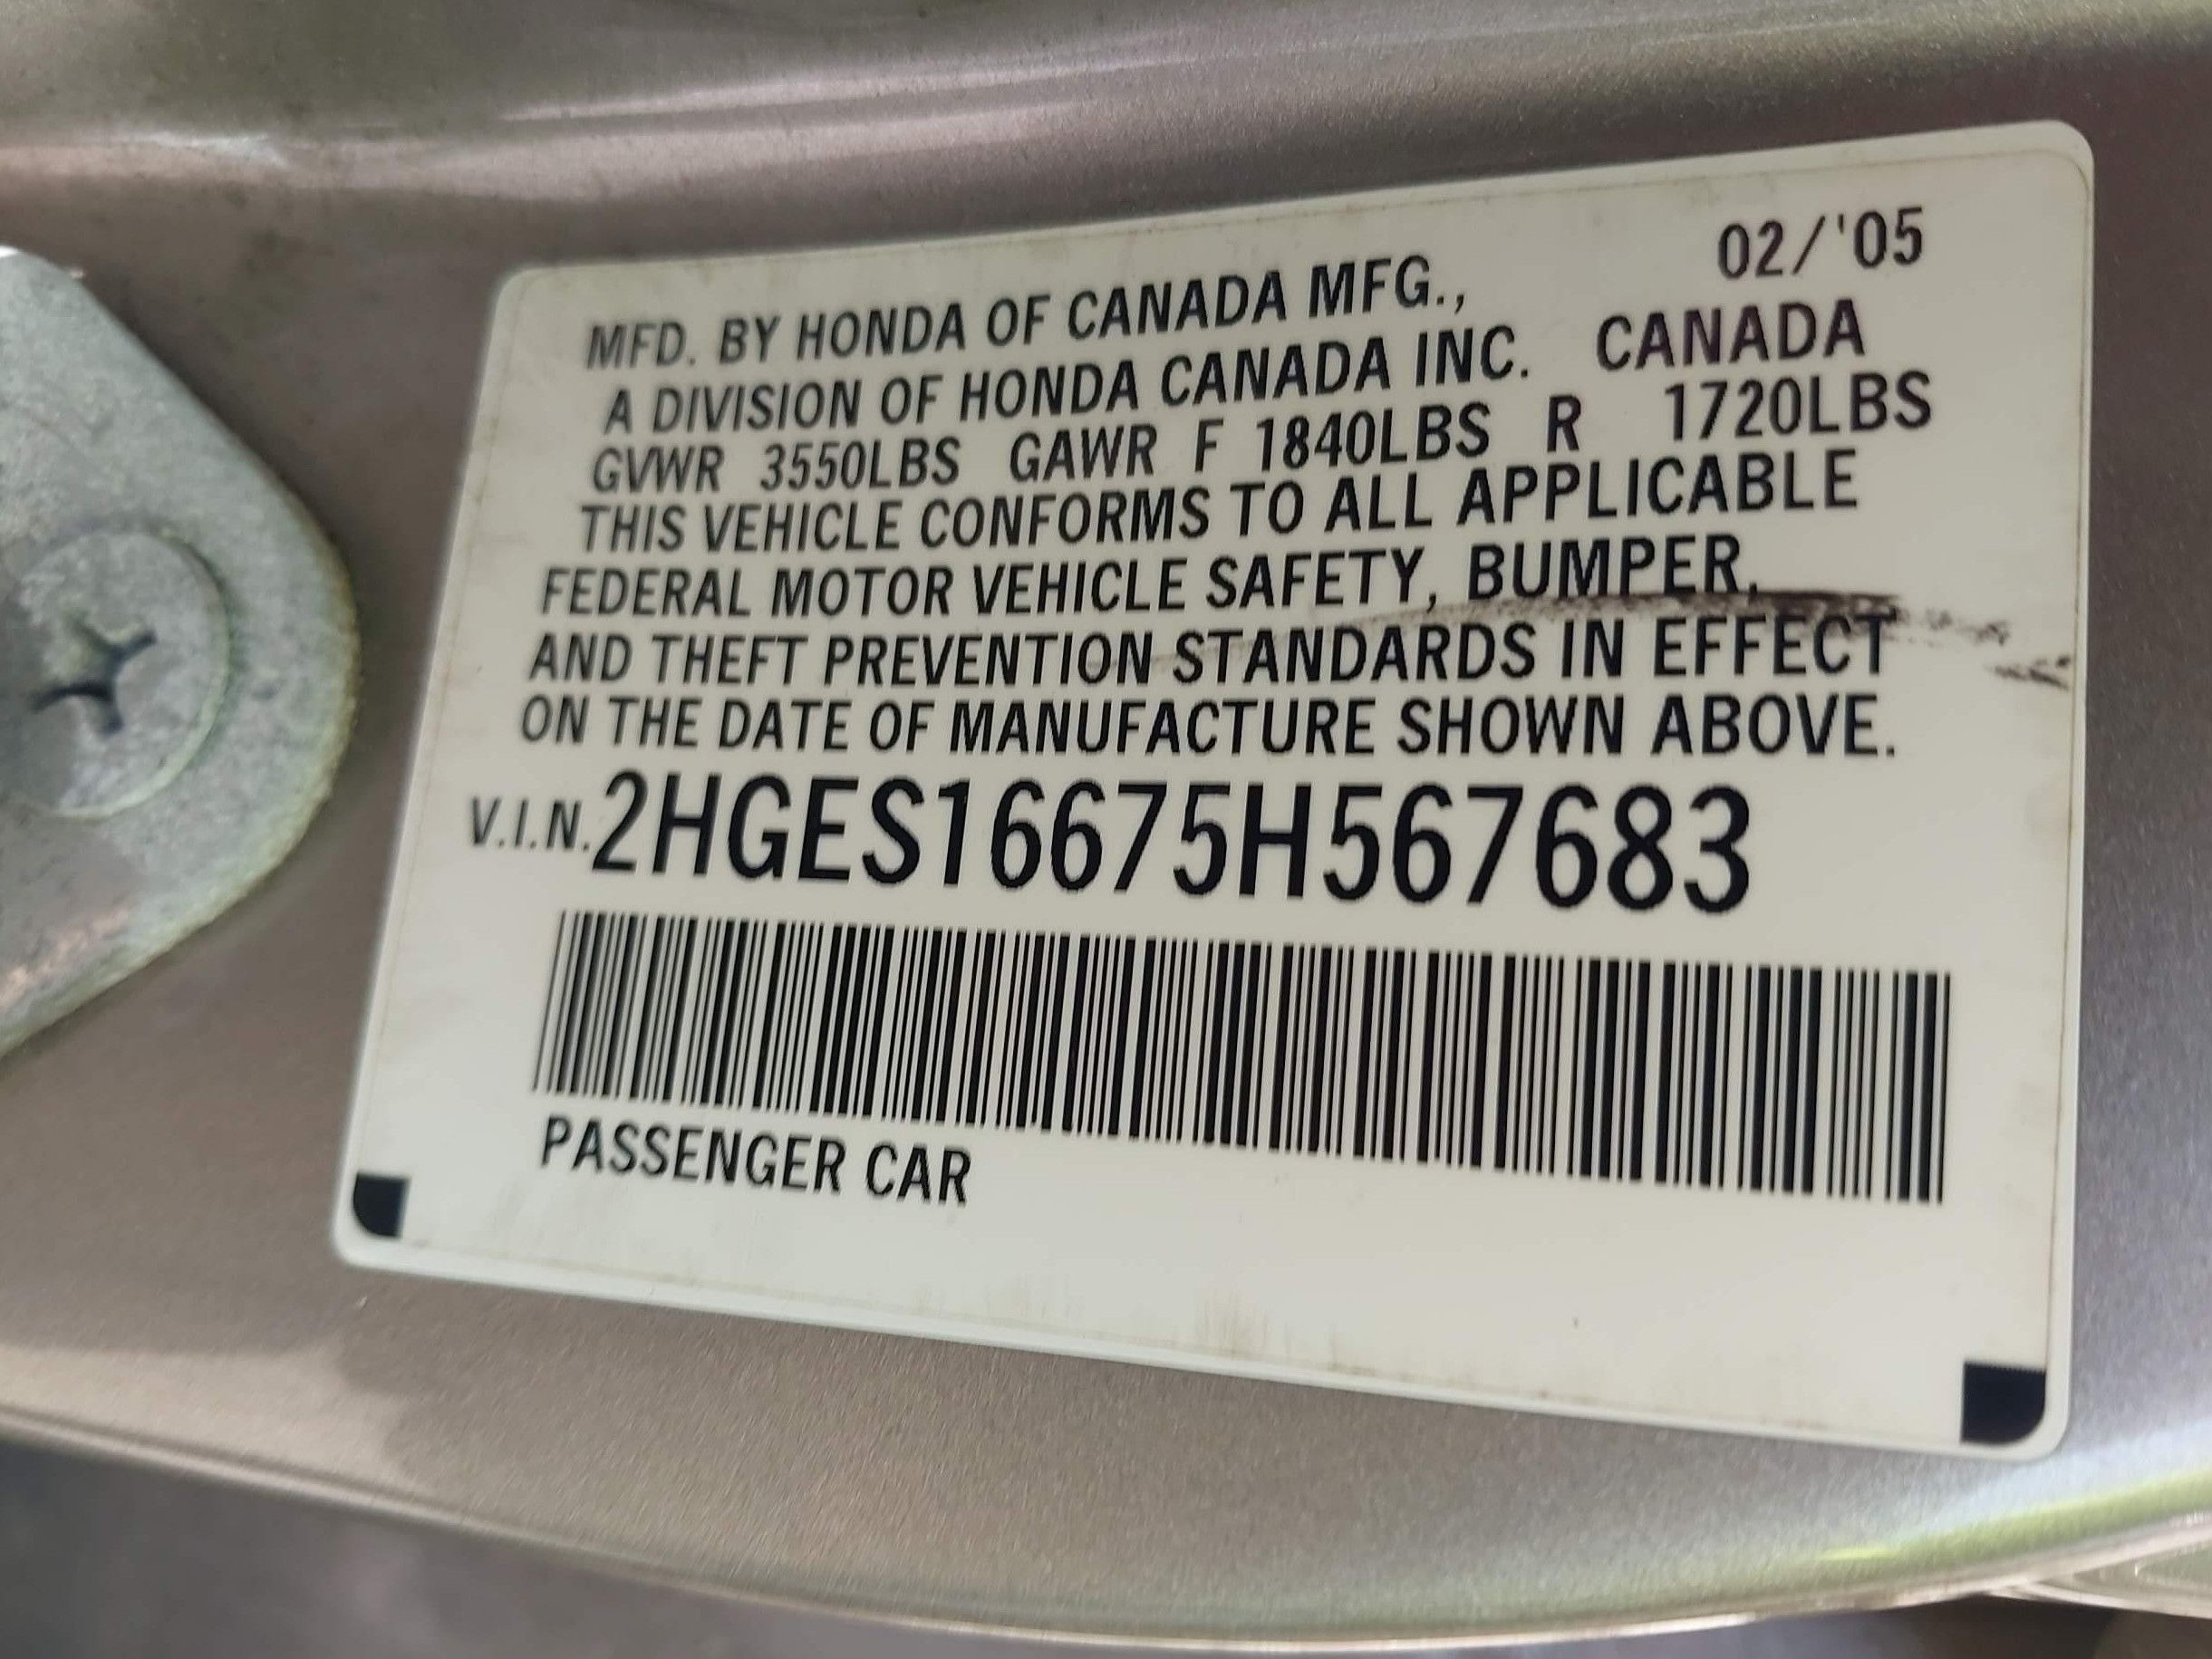 02/'05
MFD. BY HONDA OF CANADA MFG.,
A DIVISION OF HONDA CANADA INC. CANADA
GVWR 3550LBS GAWR F 1840LBS R 1720LBS
THIS VEHICLE CONFORMS TO ALL APPLICABLE
FEDERAL MOTOR VEHICLE SAFETY, BUMPER,
AND THEFT PREVENTION STANDARDS IN EFFECT
ON THE DATE OF MANUFACTURE SHOWN ABOVE.
V.I.N. 2HGES16675H567683
PASSENGER CAR